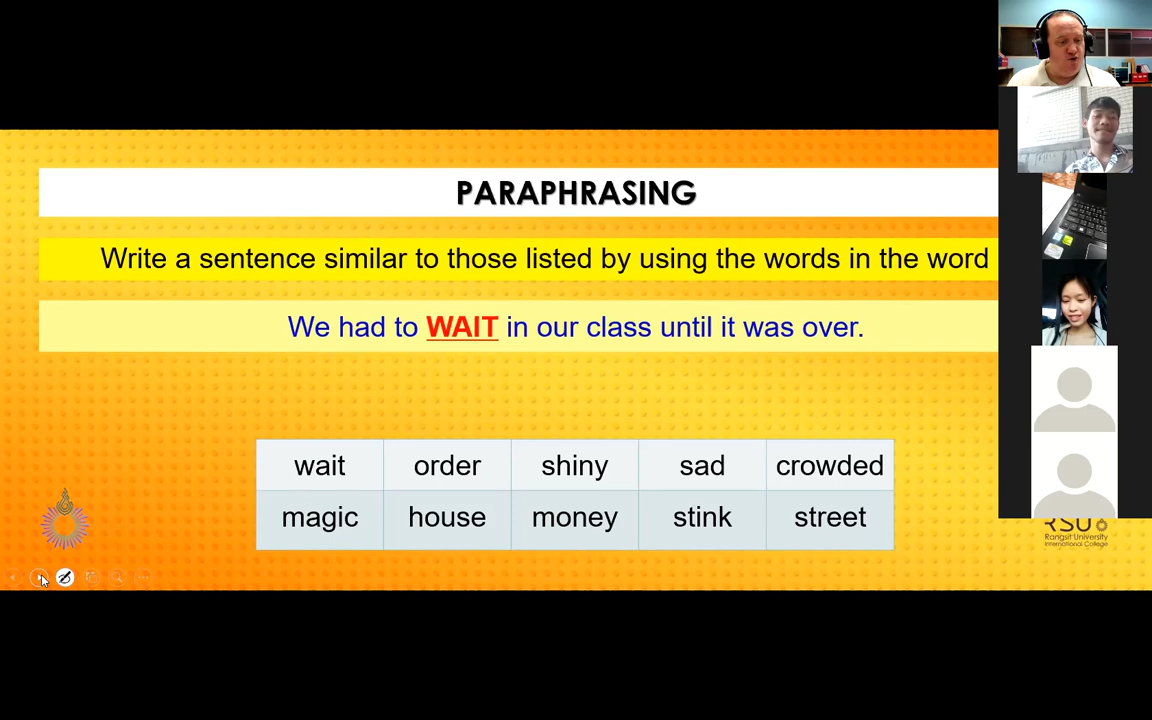 PARAPHRASING
Write a sentence similar to those listed by using the words in the word
We had to WAIT in our class until it was over.
wait order shiny sad crowded
magic house money stink street
RSU
Rangsit University
International College